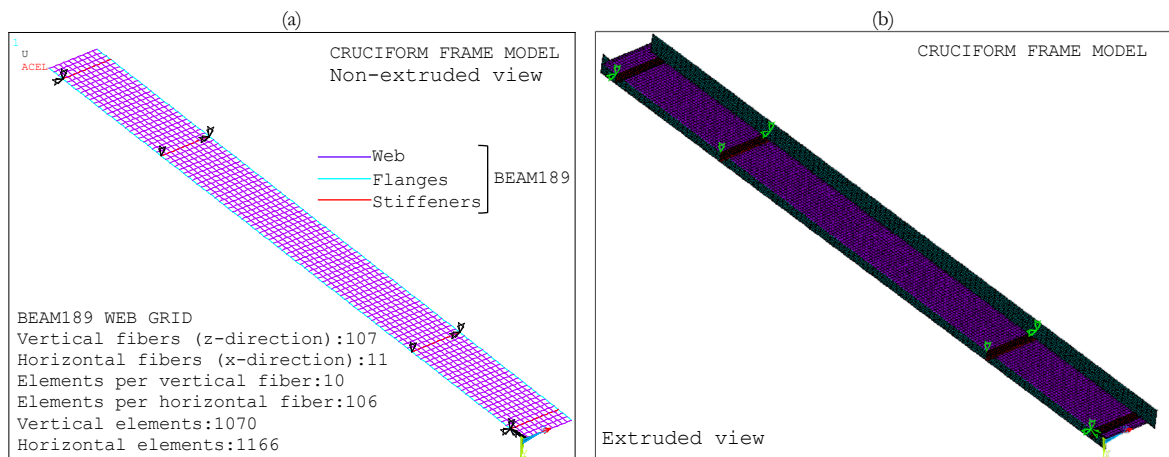 (a)
1
U
ACEL
CRUCIFORM FRAME MODEL
Non-extruded view
Web
Flanges
Stiffeners
BEAM189
BEAM189 WEB GRID
Vertical fibers (z-direction):107
Horizontal fibers (x-direction):11
Elements per vertical fiber:10
Elements per horizontal fiber:106
Vertical elements:1070
Horizontal elements:1166
(b)
CRUCIFORM FRAME MODEL
Extruded view